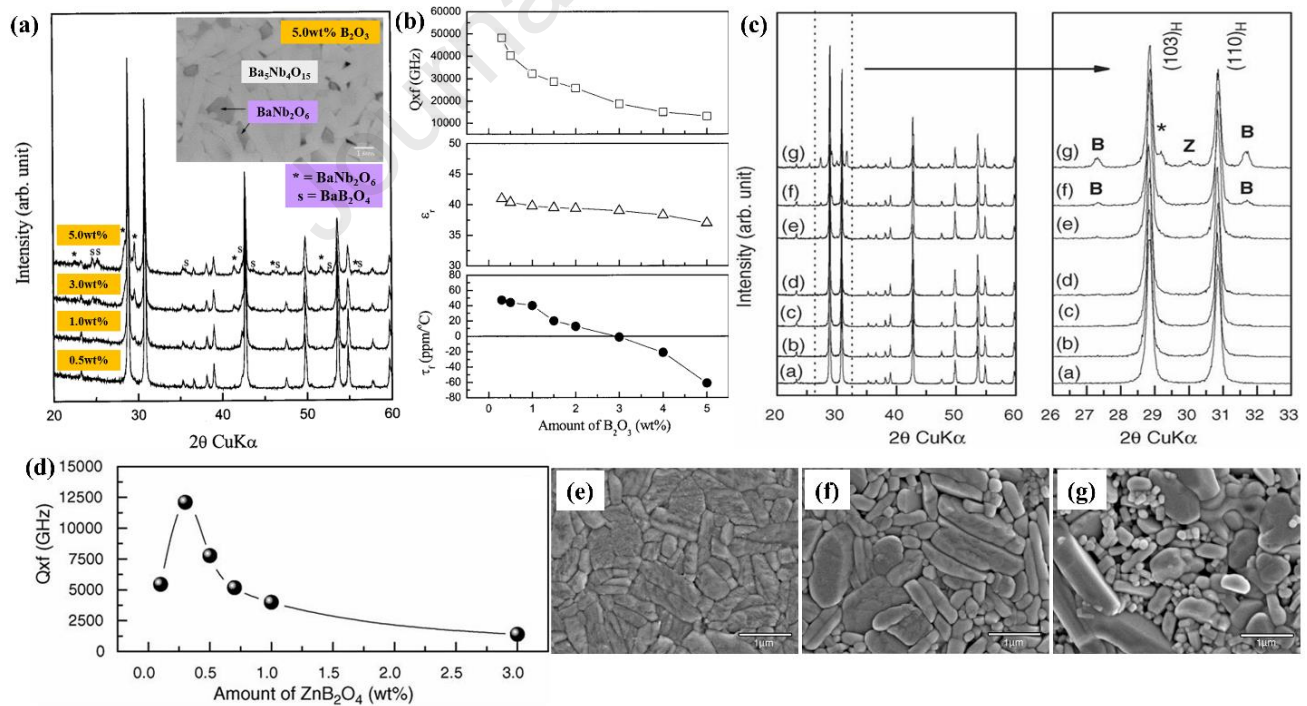 Journa
(a)
5.0wt% B₂O₃
Ba₅Nb₄O₁₅
BaNb₂O₆
* = BaNb₂O₆
s = BaB₂O₄
Intensity (arb. unit)
5.0wt%
3.0wt%
1.0wt%
0.5wt%
* s s * * s * s s *s * s *s
20 30 40 50 60
2θ CuKα
(b)
60000
50000
40000
30000
20000
10000
Qxf (GHz)
50
45
40
35
30
εr
80
60
40
20
0
-20
-40
-60
-80
τf (ppm/°C)
0 1 2 3 4 5
Amount of B₂O₃ (wt%)
(c)
Intensity (arb. unit)
(g)
(f)
(e)
(d)
(c)
(b)
(a)
20 30 40 50 60
2θ CuKα
(103)H
(110)H
B * Z B
(g)
B B
(f)
(e)
(d)
(c)
(b)
(a)
26 27 28 29 30 31 32 33
2θ CuKα
(d)
15000
12500
10000
7500
5000
2500
0
Qxf (GHz)
0.0 0.5 1.0 1.5 2.0 2.5 3.0
Amount of ZnB₂O₄ (wt%)
(e)
1µm
(f)
1µm
(g)
1µm